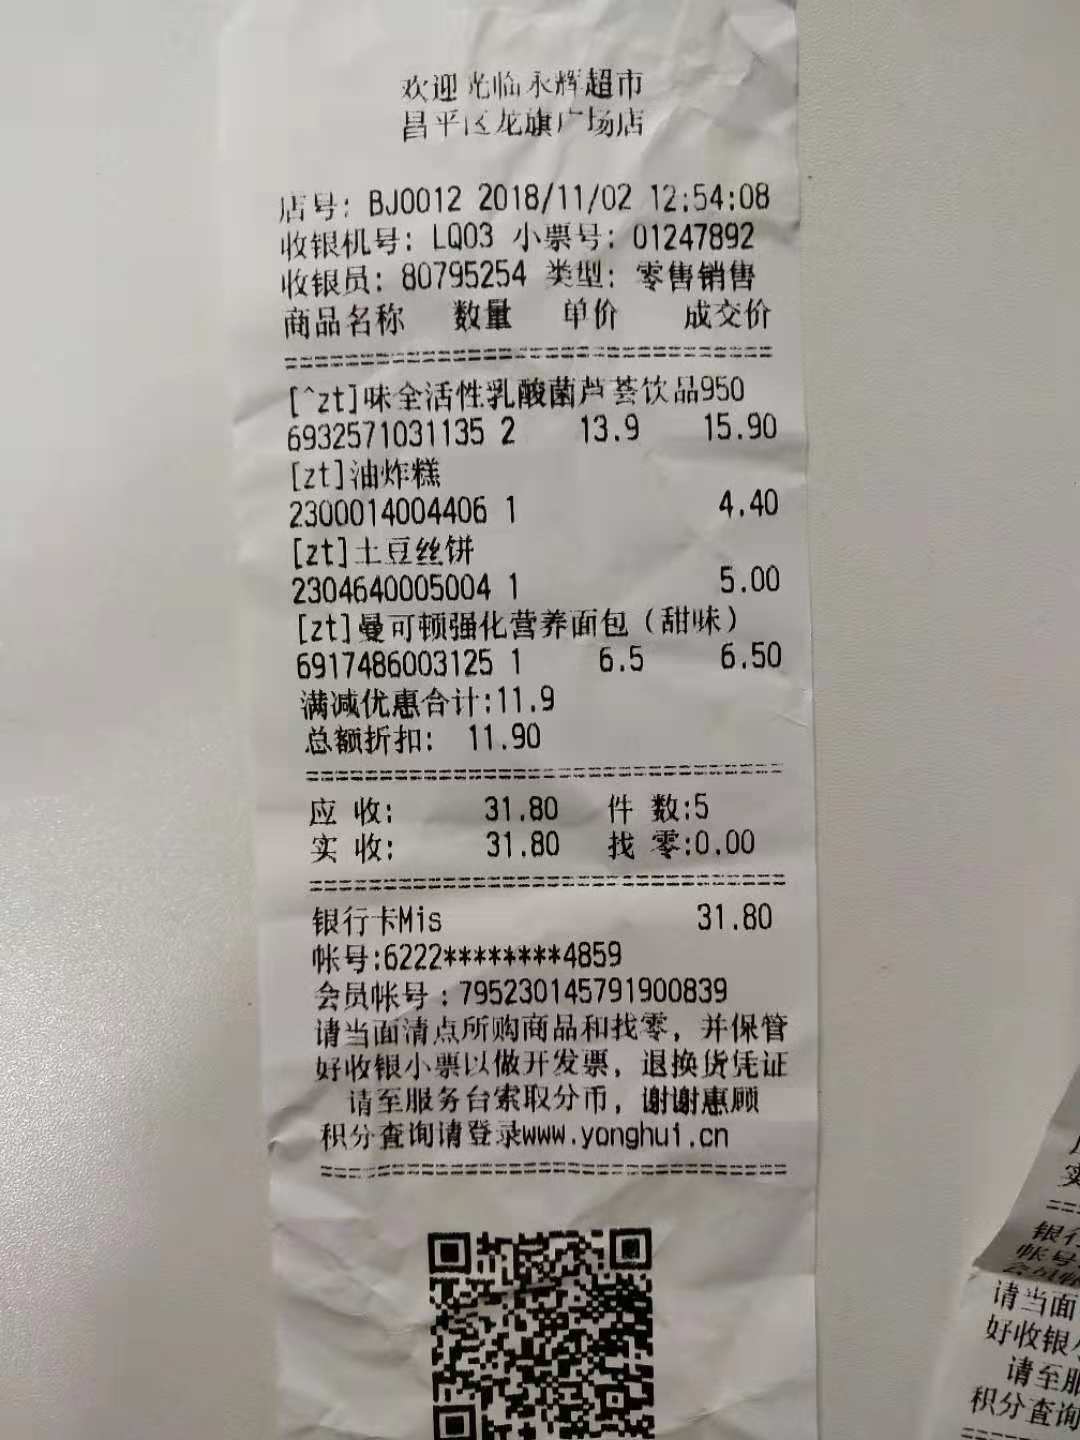 欢迎光临永辉超市
昌平区龙旗广场店
店号: BJ0012 2018/11/02 12:54:08
收银机号: LQ03 小票号: 01247892
收银员: 80795254 类型: 零售销售
商品名称 数量 单价 成交价
================================
[^zt]味全活性乳酸菌芦荟饮品950
6932571031135 2 13.9 15.90
[zt]油炸糕
2300014004406 1 4.40
[zt]土豆丝饼
2304640005004 1 5.00
[zt]曼可顿强化营养面包（甜味）
6917486003125 1 6.5 6.50
满减优惠合计:11.9
总额折扣: 11.90
================================
应 收: 31.80 件 数:5
实 收: 31.80 找 零:0.00
================================
银行卡Mis 31.80
帐号:6222********4859
会员帐号：795230145791900839
请当面清点所购商品和找零，并保管
好收银小票以做开发票，退换货凭证
请至服务台索取分币，谢谢惠顾
积分查询请登录www.yonghui.cn
================================
实
银行
帐号
请当面
好收银
请至服
积分查询